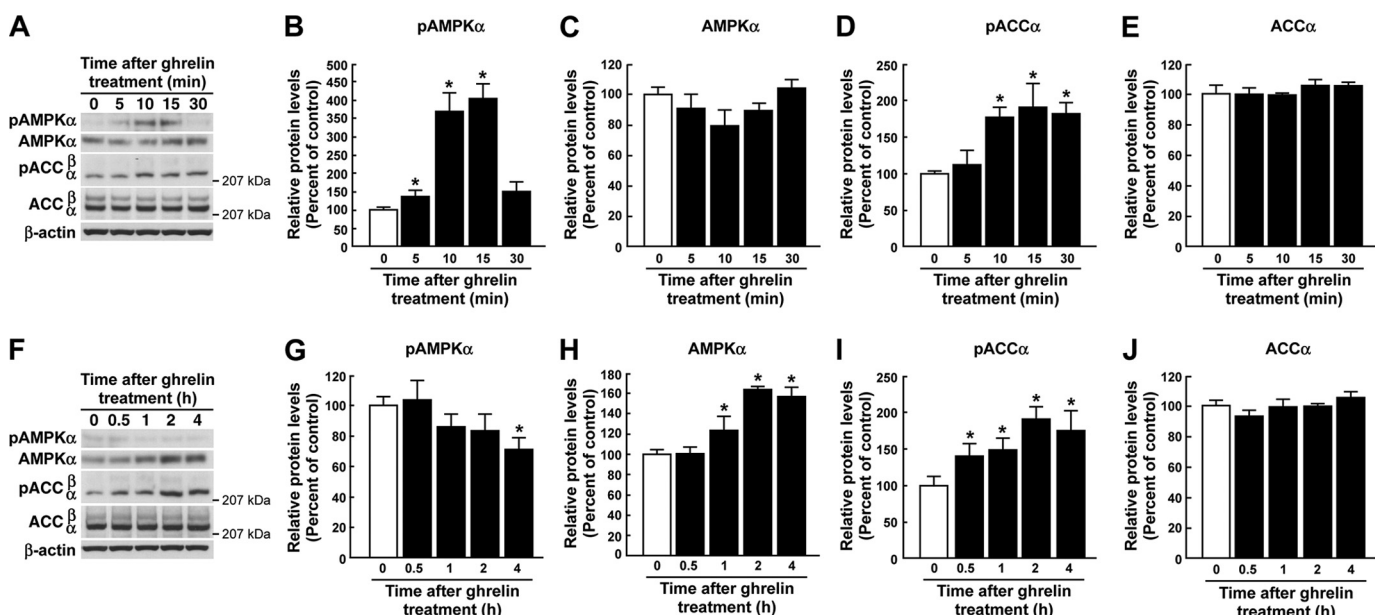 A
Time after ghrelin
treatment (min)
0 5 10 15 30
pAMPKα
AMPKα
pACC β
α
207 kDa
ACC β
α
207 kDa
β-actin
B
pAMPKα
Relative protein levels
(Percent of control)
500
450
400
350
300
250
200
150
100
50
0
* * *
0 5 10 15 30
Time after ghrelin
treatment (min)
C
AMPKα
Relative protein levels
(Percent of control)
120
100
80
60
40
20
0
0 5 10 15 30
Time after ghrelin
treatment (min)
D
pACCα
Relative protein levels
(Percent of control)
250
200
150
100
50
0
* * *
0 5 10 15 30
Time after ghrelin
treatment (min)
E
ACCα
Relative protein levels
(Percent of control)
120
100
80
60
40
20
0
0 5 10 15 30
Time after ghrelin
treatment (min)
F
Time after ghrelin
treatment (h)
0 0.5 1 2 4
pAMPKα
AMPKα
pACC β
α
207 kDa
ACC β
α
207 kDa
β-actin
G
pAMPKα
Relative protein levels
(Percent of control)
120
100
80
60
40
20
0
*
0 0.5 1 2 4
Time after ghrelin
treatment (h)
H
AMPKα
Relative protein levels
(Percent of control)
180
160
140
120
100
80
60
40
20
0
* * *
0 0.5 1 2 4
Time after ghrelin
treatment (h)
I
pACCα
Relative protein levels
(Percent of control)
250
200
150
100
50
0
* * * *
0 0.5 1 2 4
Time after ghrelin
treatment (h)
J
ACCα
Relative protein levels
(Percent of control)
120
100
80
60
40
20
0
0 0.5 1 2 4
Time after ghrelin
treatment (h)